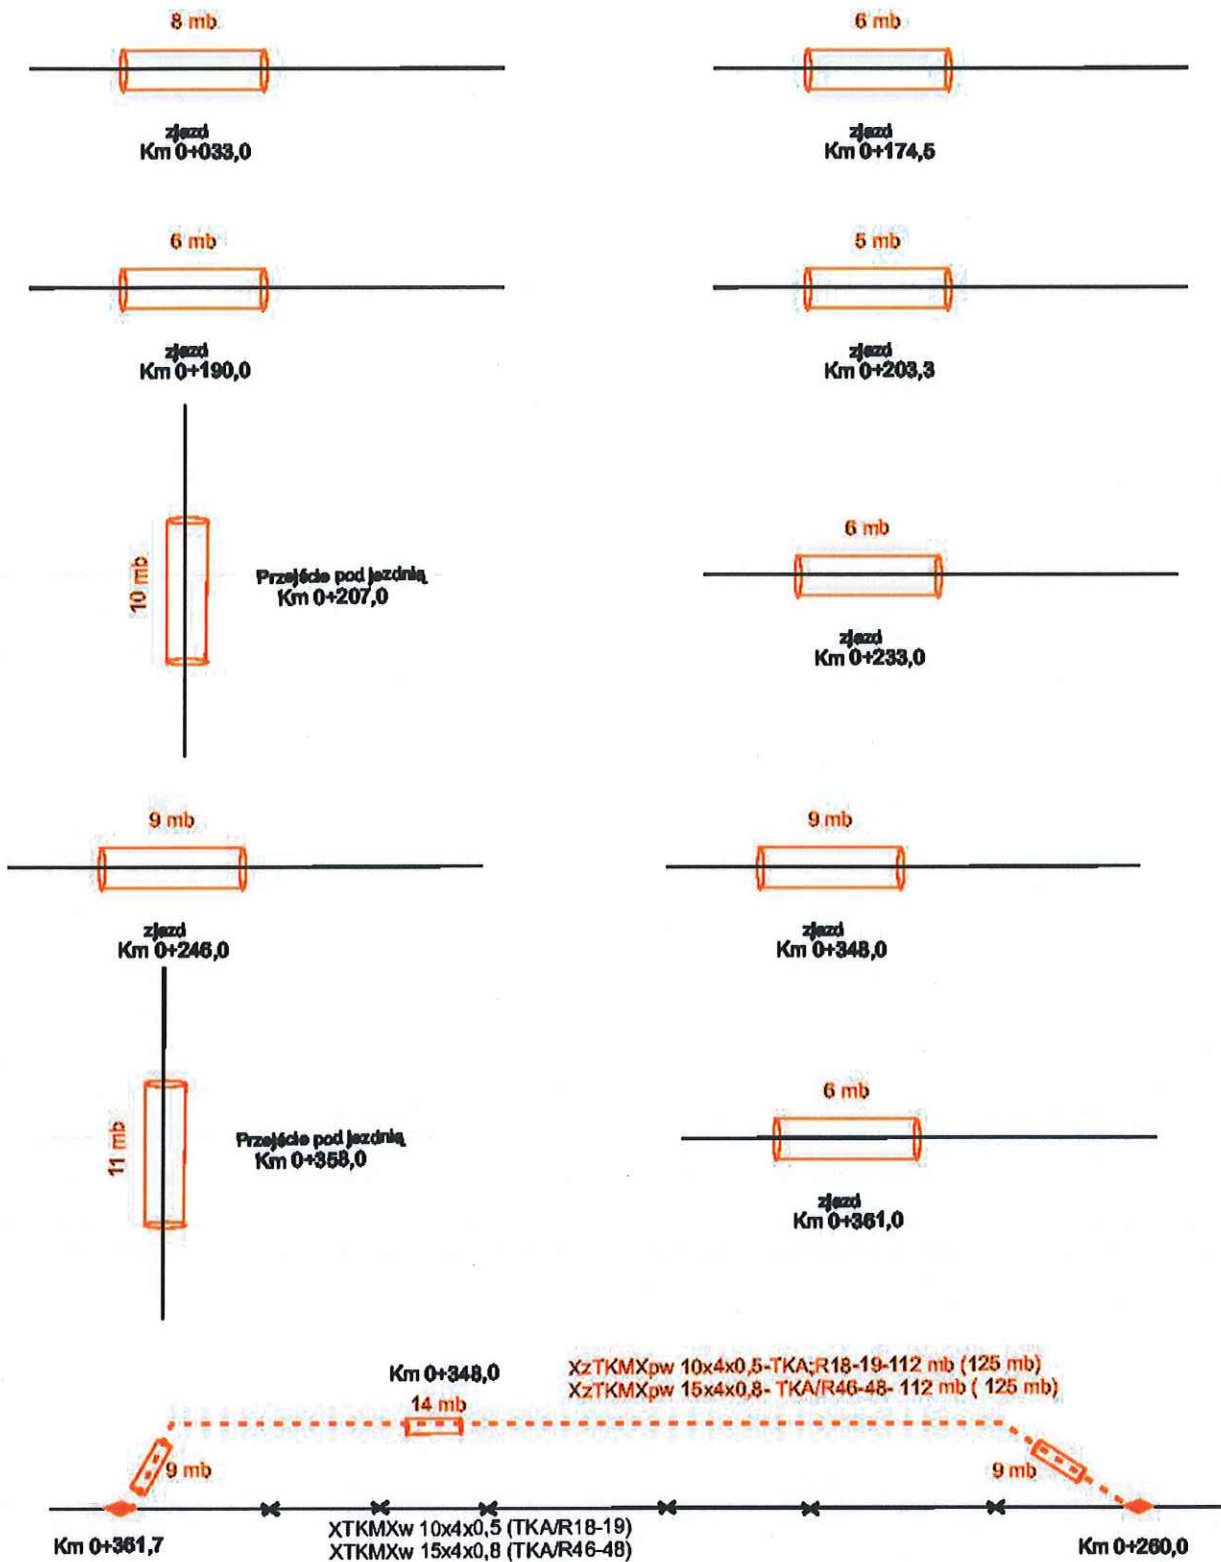 8 mb
6 mb
zjazd
Km 0+033,0
zjazd
Km 0+174,5
6 mb
5 mb
zjazd
Km 0+190,0
zjazd
Km 0+203,3
10 mb
Przejście pod jezdnią
Km 0+207,0
6 mb
zjazd
Km 0+233,0
9 mb
9 mb
zjazd
Km 0+246,0
zjazd
Km 0+348,0
11 mb
Przejście pod jezdnią
Km 0+358,0
6 mb
zjazd
Km 0+361,0
Km 0+348,0
14 mb
XzTKMXpw 10x4x0,5-TKA;R18-19-112 mb (125 mb)
XzTKMXpw 15x4x0,8- TKA/R46-48- 112 mb ( 125 mb)
9 mb
9 mb
Km 0+361,7
XTKMXw 10x4x0,5 (TKA/R18-19)
XTKMXw 15x4x0,8 (TKA/R46-48)
Km 0+260,0